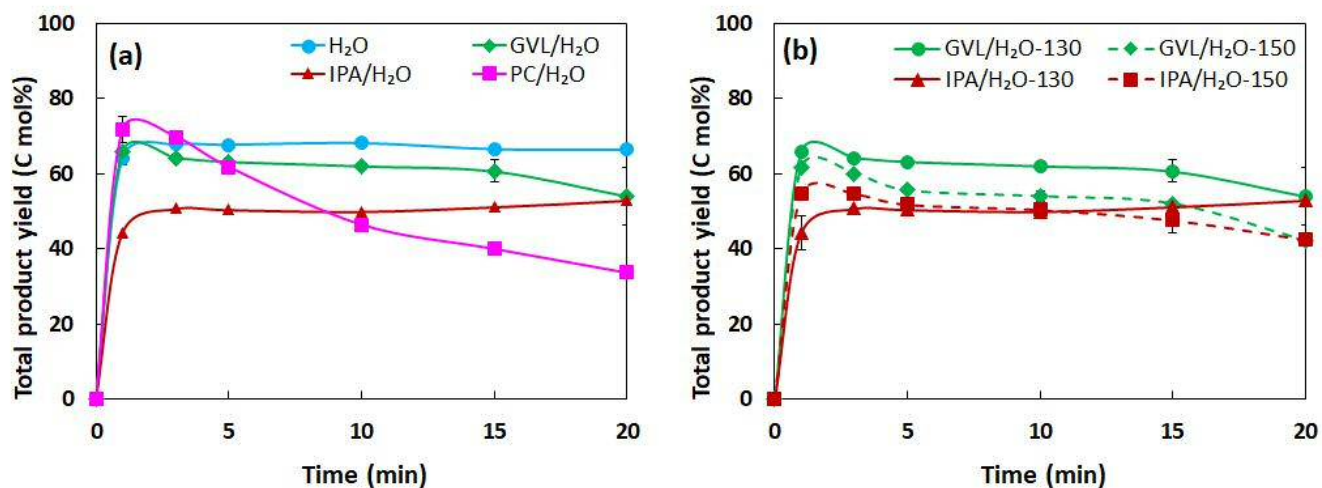 (a)
H₂O
GVL/H₂O
IPA/H₂O
PC/H₂O
Total product yield (C mol%)
100
80
60
40
20
0
0 5 10 15 20
Time (min)
(b)
GVL/H₂O-130
GVL/H₂O-150
IPA/H₂O-130
IPA/H₂O-150
Total product yield (C mol%)
100
80
60
40
20
0
0 5 10 15 20
Time (min)